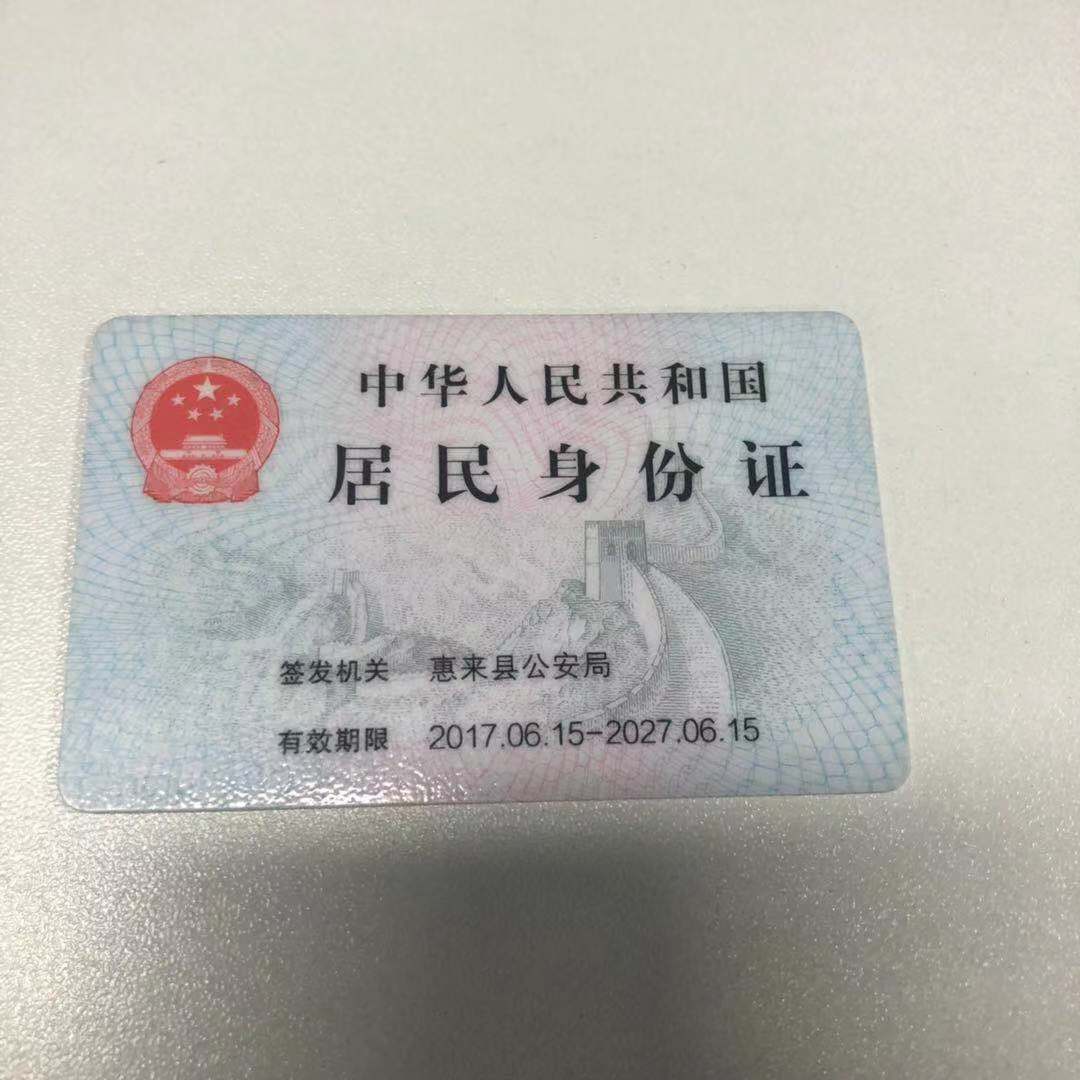 中华人民共和国
居民身份证
签发机关 惠来县公安局
有效期限 2017.06.15-2027.06.15